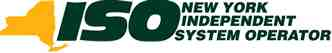 ISO NEW YORK
INDEPENDENT
SYSTEM OPERATOR